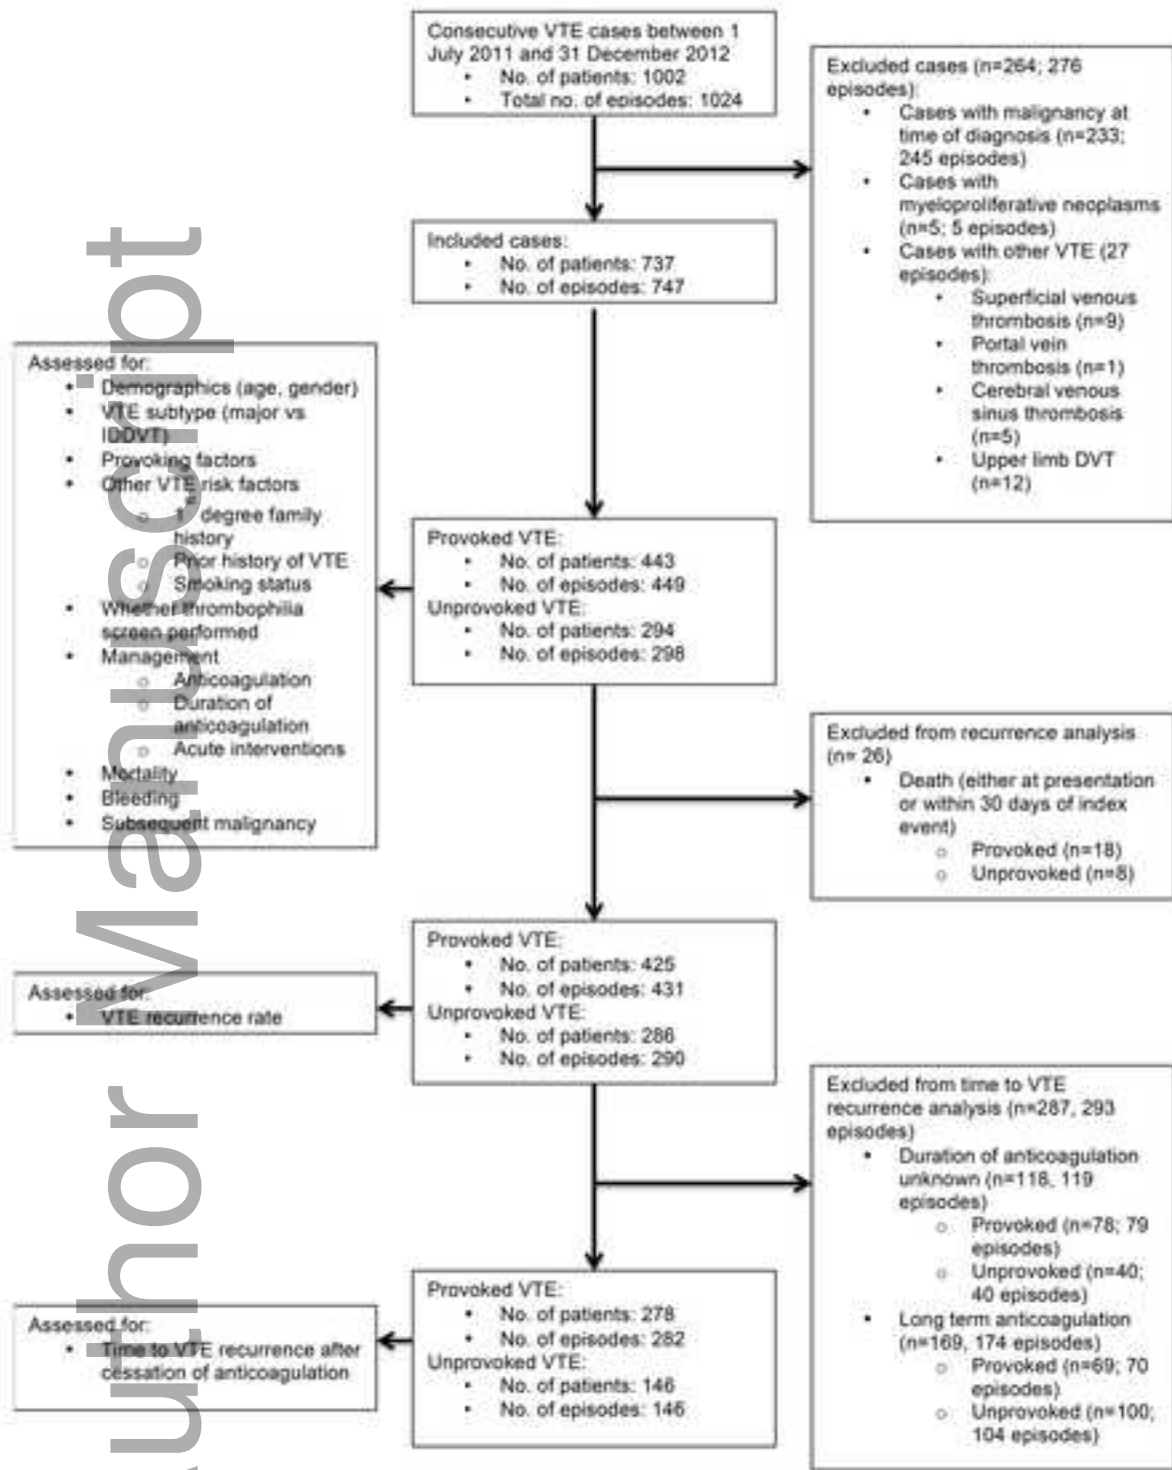 Consecutive VTE cases between 1
July 2011 and 31 December 2012
• No. of patients: 1002
• Total no. of episodes: 1024
Excluded cases (n=264; 276
episodes):
• Cases with malignancy at
time of diagnosis (n=233;
245 episodes)
• Cases with
myeloproliferative neoplasms
(n=5; 5 episodes)
• Cases with other VTE (27
episodes):
• Superficial venous
thrombosis (n=9)
• Portal vein
thrombosis (n=1)
• Cerebral venous
sinus thrombosis
(n=5)
• Upper limb DVT
(n=12)
Included cases:
• No. of patients: 737
• No. of episodes: 747
Assessed for:
• Demographics (age, gender)
• VTE subtype (major vs
IDDVT)
• Provoking factors
• Other VTE risk factors
o 1st degree family
history
o Prior history of VTE
o Smoking status
• Whether thrombophilia
screen performed
• Management
o Anticoagulation
o Duration of
anticoagulation
o Acute interventions
• Mortality
• Bleeding
• Subsequent malignancy
Provoked VTE:
• No. of patients: 443
• No. of episodes: 449
Unprovoked VTE:
• No. of patients: 294
• No. of episodes: 298
Excluded from recurrence analysis
(n= 26)
• Death (either at presentation
or within 30 days of index
event)
o Provoked (n=18)
o Unprovoked (n=8)
Provoked VTE:
• No. of patients: 425
• No. of episodes: 431
Unprovoked VTE:
• No. of patients: 286
• No. of episodes: 290
Assessed for:
• VTE recurrence rate
Excluded from time to VTE
recurrence analysis (n=287, 293
episodes)
• Duration of anticoagulation
unknown (n=118, 119
episodes)
o Provoked (n=78; 79
episodes)
o Unprovoked (n=40;
40 episodes)
• Long term anticoagulation
(n=169, 174 episodes)
o Provoked (n=69; 70
episodes)
o Unprovoked (n=100;
104 episodes)
Provoked VTE:
• No. of patients: 278
• No. of episodes: 282
Unprovoked VTE:
• No. of patients: 146
• No. of episodes: 146
Assessed for:
• Time to VTE recurrence after
cessation of anticoagulation
uthor Manuscript